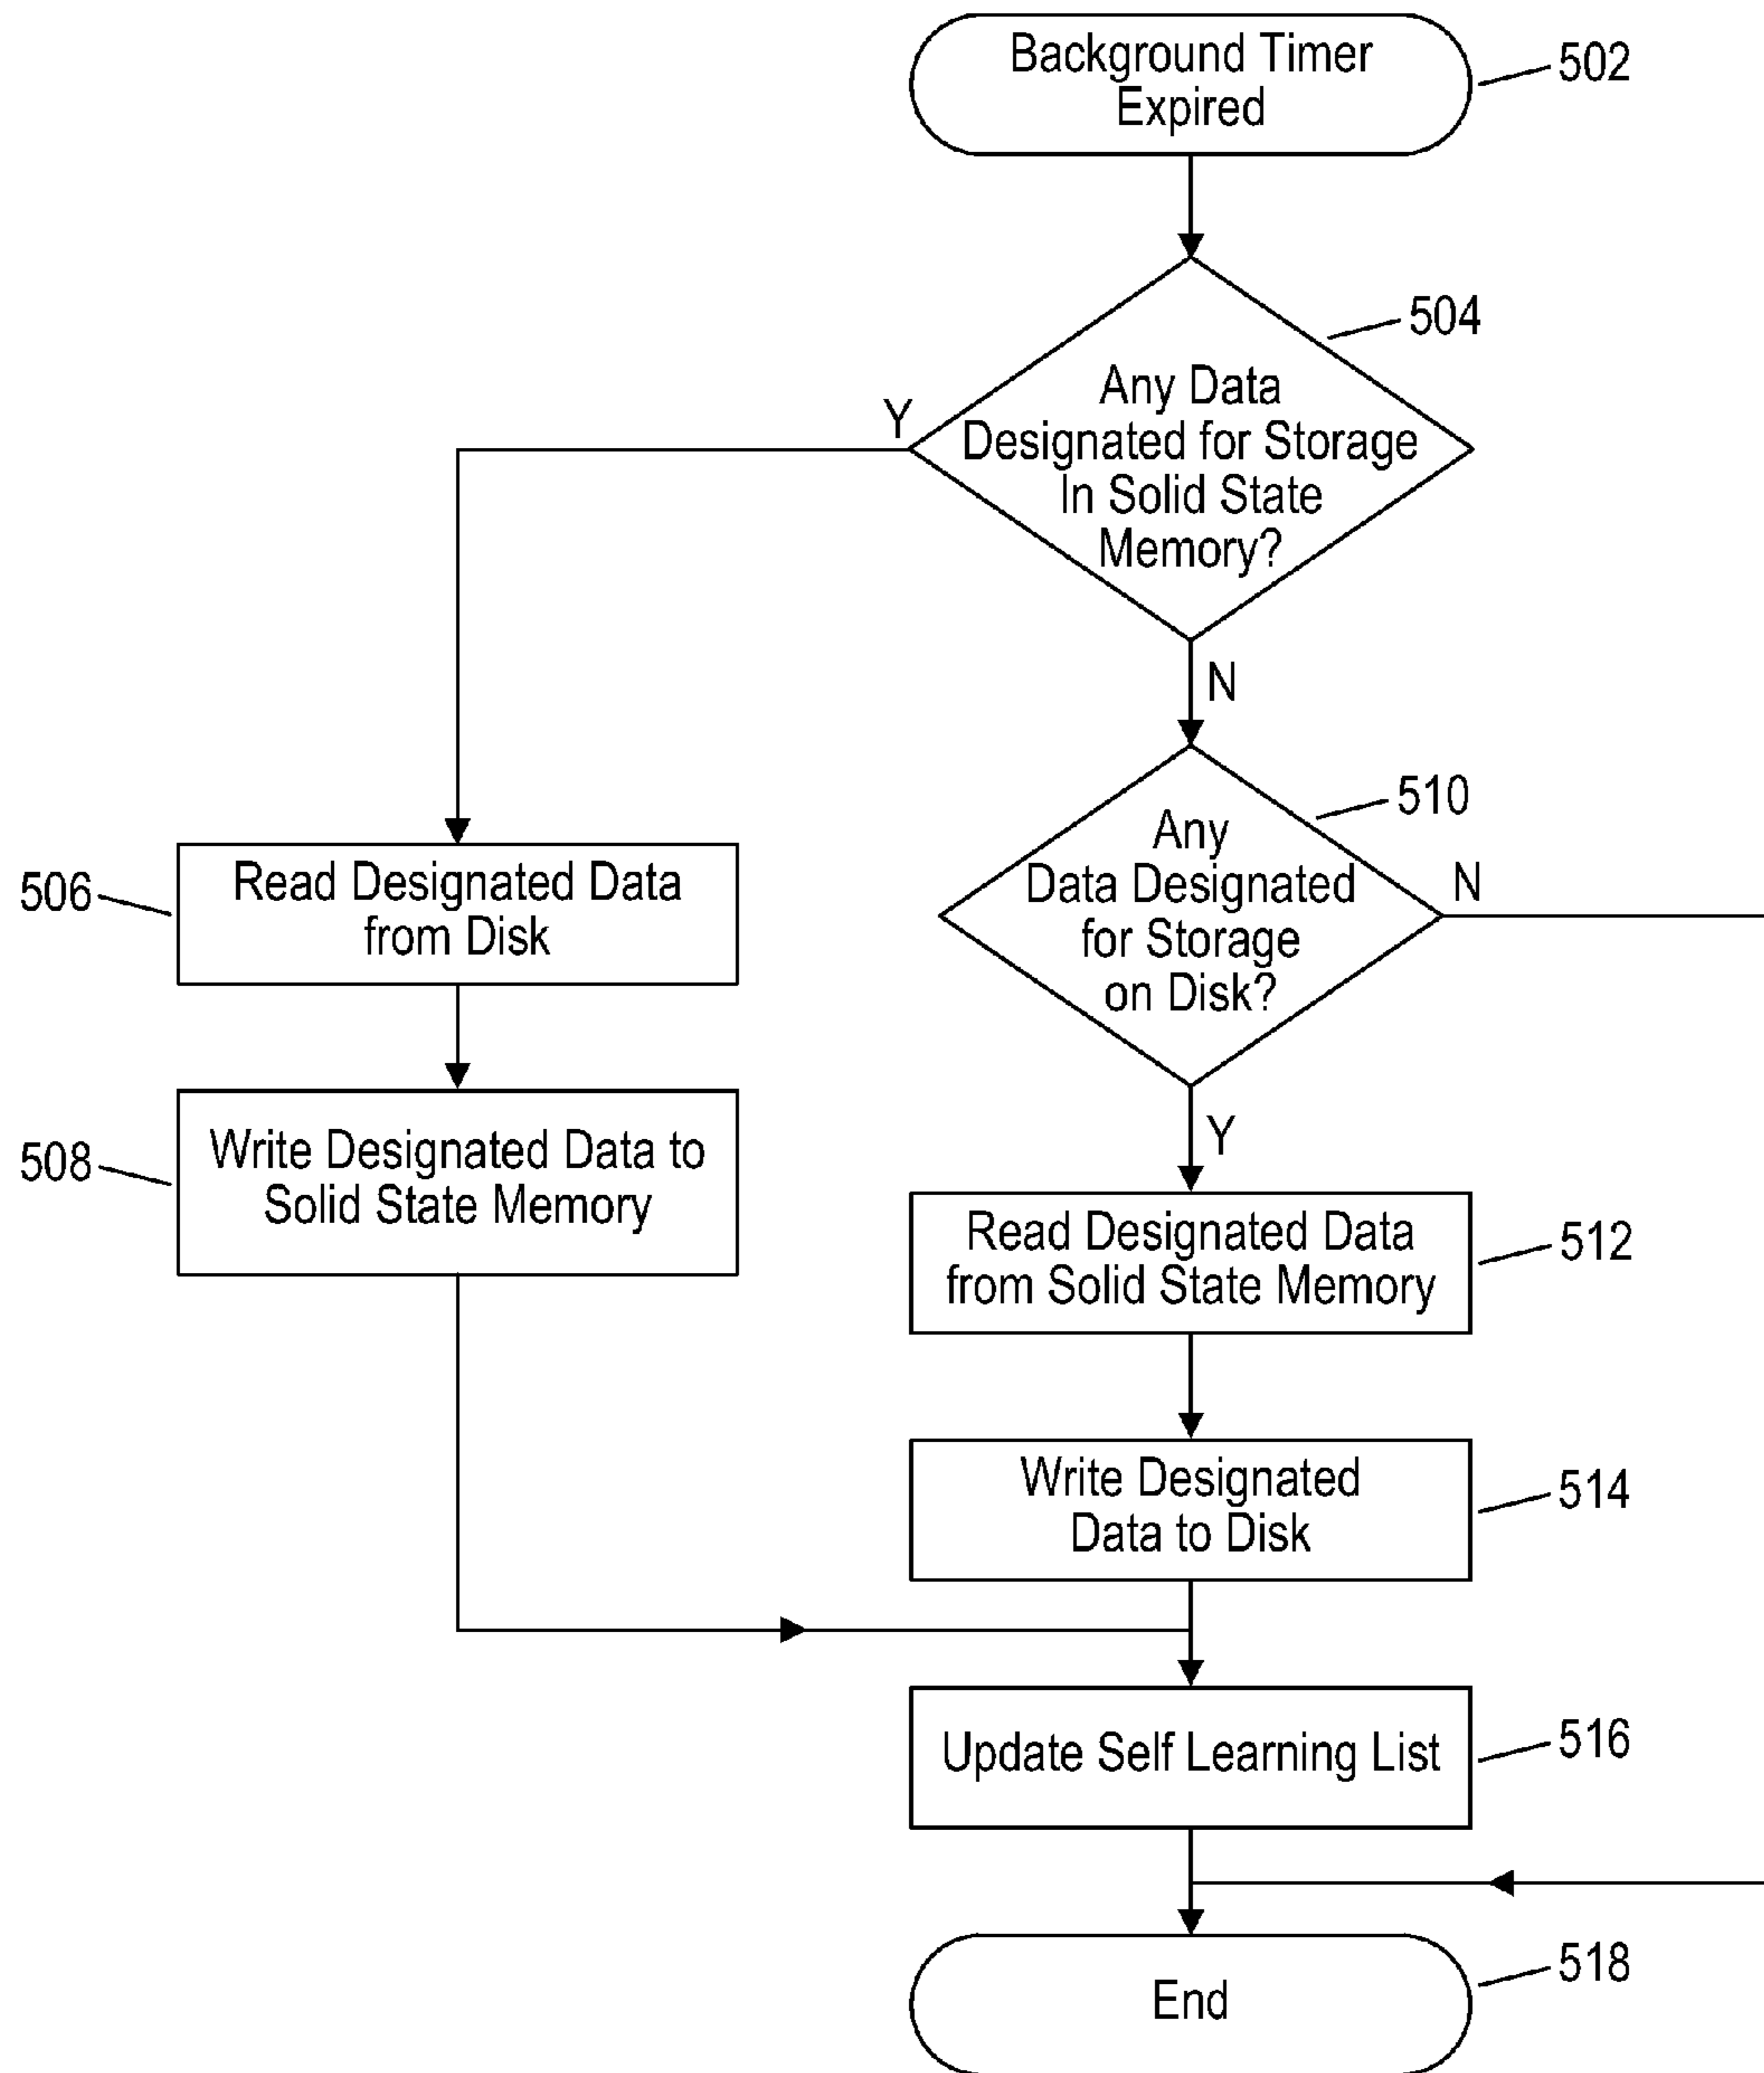 Background Timer
Expired
502
504
Any Data
Designated for Storage
In Solid State
Memory?
Y
N
510
Any
Data Designated
for Storage
on Disk?
N
506
Read Designated Data
from Disk
Y
508
Write Designated Data to
Solid State Memory
Read Designated Data
from Solid State Memory
512
Write Designated
Data to Disk
514
Update Self Learning List
516
End
518